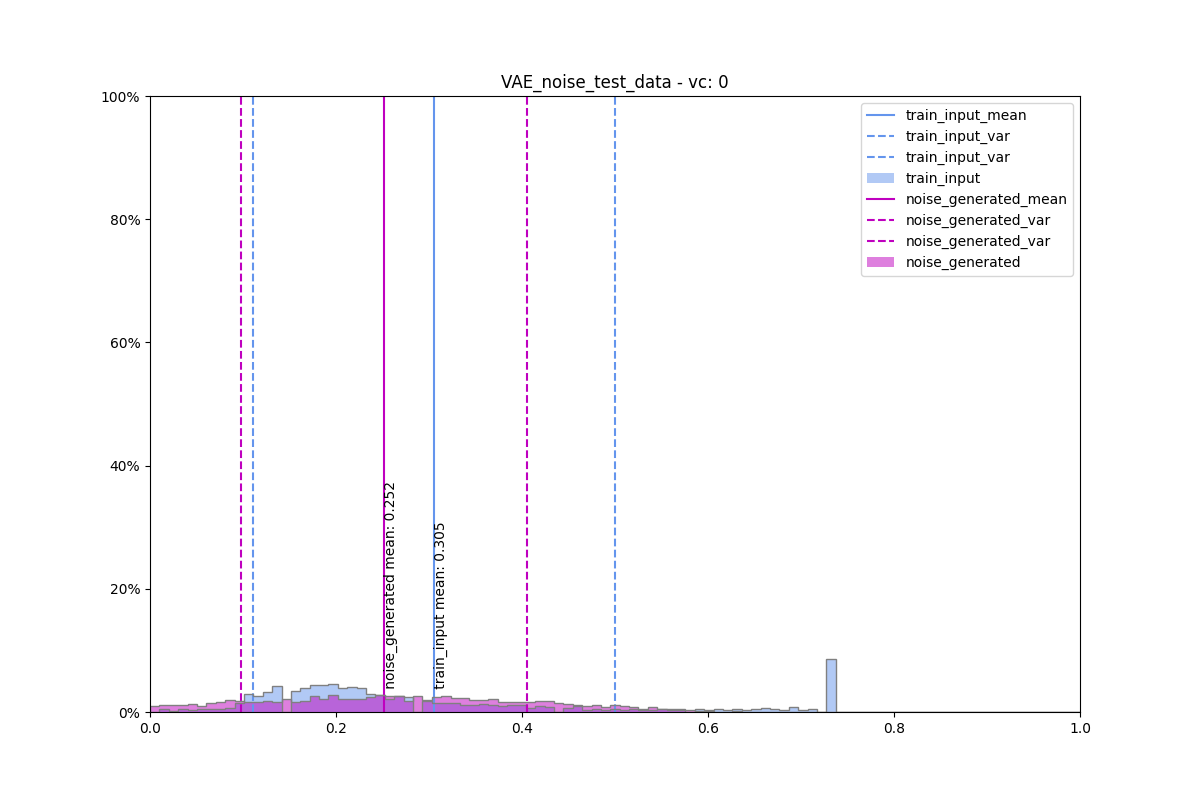 VAE_noise_test_data - vc: 0
100%
80%
60%
40%
20%
0%
train_input_mean
train_input_var
train_input_var
train_input
noise_generated_mean
noise_generated_var
noise_generated_var
noise_generated
noise_generated mean: 0.252
train_input mean: 0.305
0.0
0.2
0.4
0.6
0.8
1.0